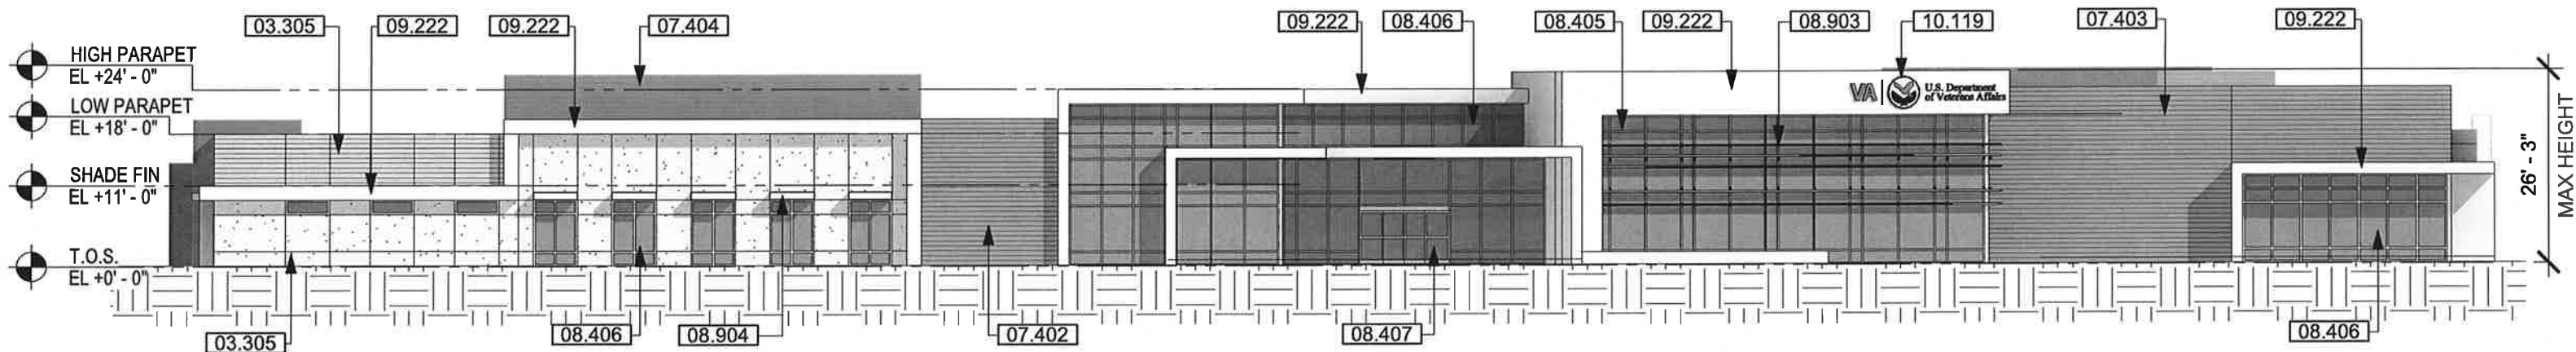 03.305
09.222
09.222
07.404
09.222
08.406
08.405
09.222
08.903
10.119
07.403
09.222
HIGH PARAPET
EL +24' - 0"
LOW PARAPET
EL +18' - 0"
SHADE FIN
EL +11' - 0"
T.O.S.
EL +0' - 0"
VA
U.S. Department
of Veterans Affairs
26' - 3"
MAX HEIGHT
03.305
08.406
08.904
07.402
08.407
08.406